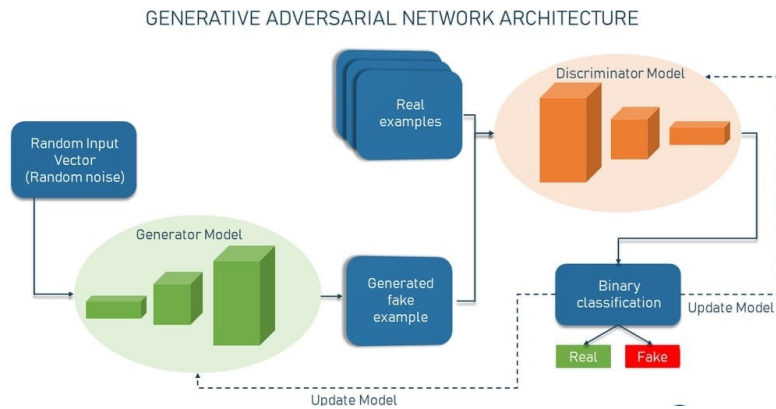 GENERATIVE ADVERSARIAL NETWORK ARCHITECTURE
Discriminator Model
Real
examples
Random Input
Vector
(Random noise)
Generator Model
Generated
fake
example
Binary
classification
Update Model
Real
Fake
Update Model